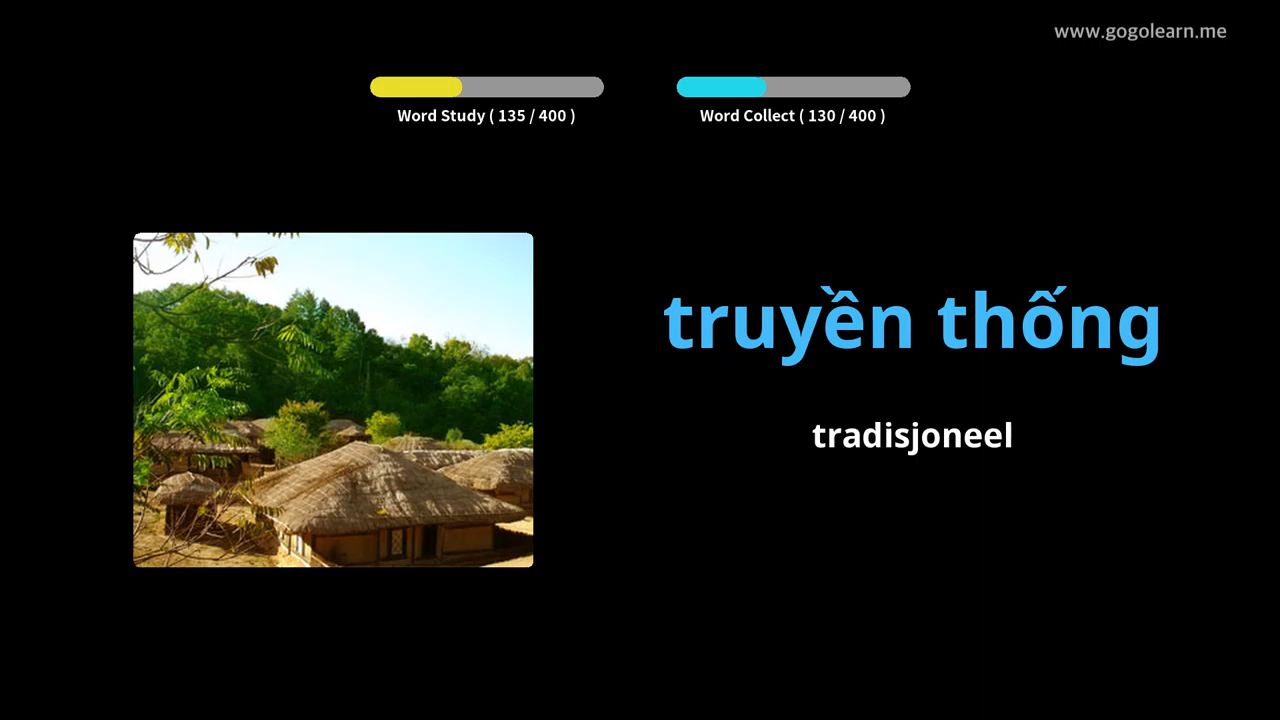 www.gogolearn.me
Word Study ( 135 / 400 )
Word Collect ( 130 / 400 )
truyền thống
tradisjoneel